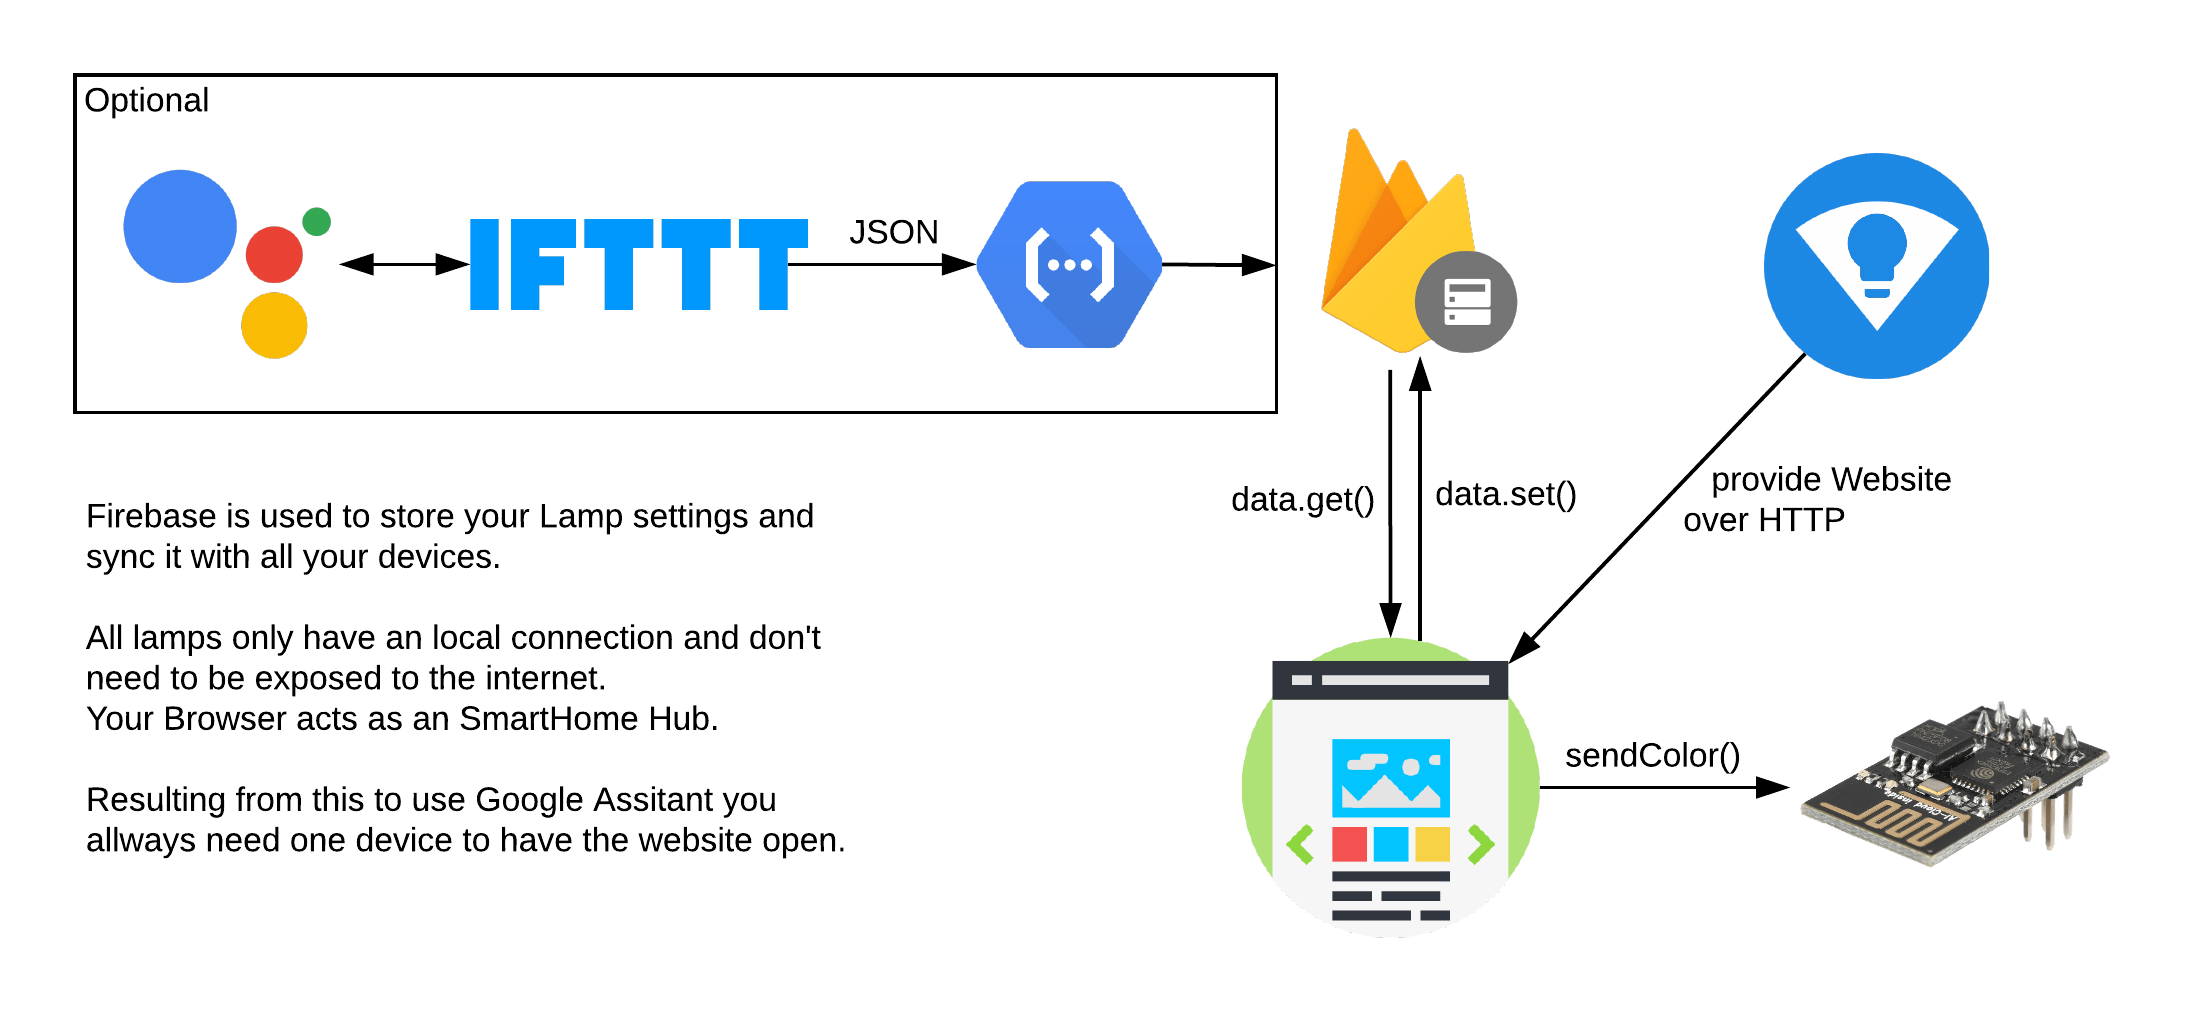 Optional
IFTTT
JSON
data.get()
data.set()
provide Website
over HTTP
Firebase is used to store your Lamp settings and
sync it with all your devices.
All lamps only have an local connection and don't
need to be exposed to the internet.
Your Browser acts as an SmartHome Hub.
Resulting from this to use Google Assitant you
allways need one device to have the website open.
sendColor()
AI-Cloud inside